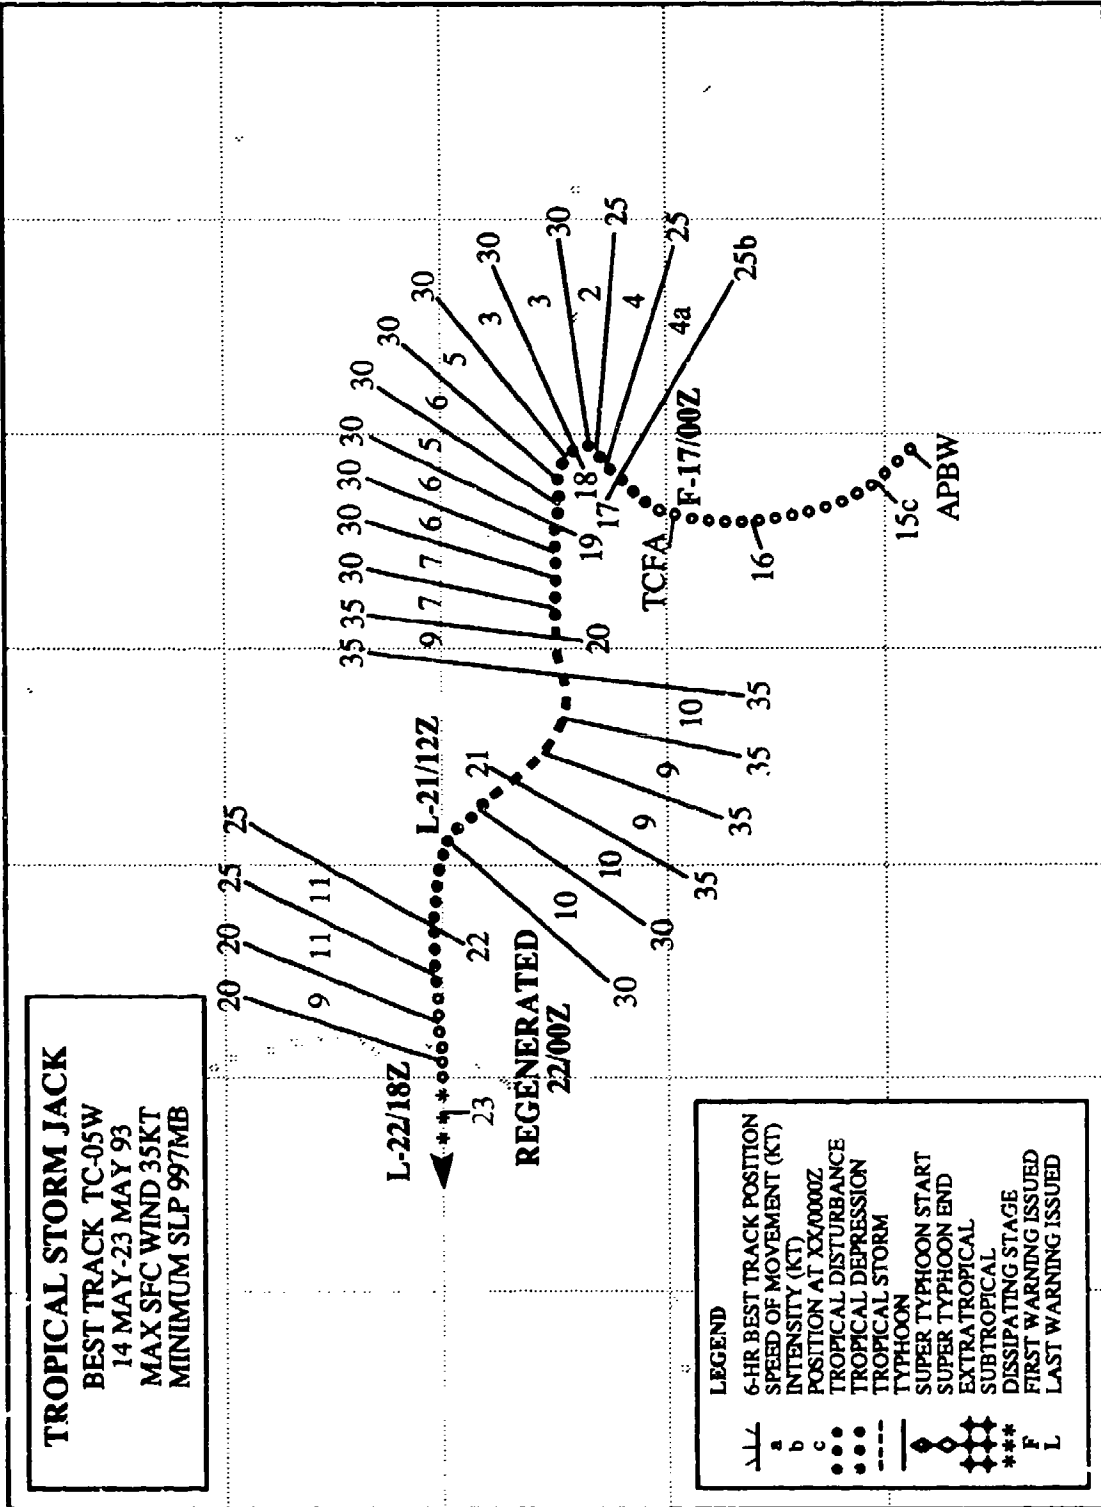 TROPICAL STORM JACK
BEST TRACK TC-05W
14 MAY-23 MAY 93
MAX SFC WIND 35KT
MINIMUM SLP 997MB
20
20
25
25
9
11
11
L-22/18Z
23
22
REGENERATED
22/00Z
L-21/12Z
21
30
30
35
35
35
35
10
10
9
9
10
35
35
30
30
30
30
30
30
30
30
30
25
25
25b
9
7
7
6
6
5
6
5
3
3
2
4
4a
20
19
18
17
F-17/00Z
TCFA
16
15c
APBW
LEGEND
6-HR BEST TRACK POSITION
a SPEED OF MOVEMENT (KT)
b INTENSITY (KT)
c POSITION AT XX/0000Z
TROPICAL DISTURBANCE
TROPICAL DEPRESSION
TROPICAL STORM
TYPHOON
SUPER TYPHOON START
SUPER TYPHOON END
EXTRATROPICAL
SUBTROPICAL
*** DISSIPATING STAGE
F FIRST WARNING ISSUED
L LAST WARNING ISSUED